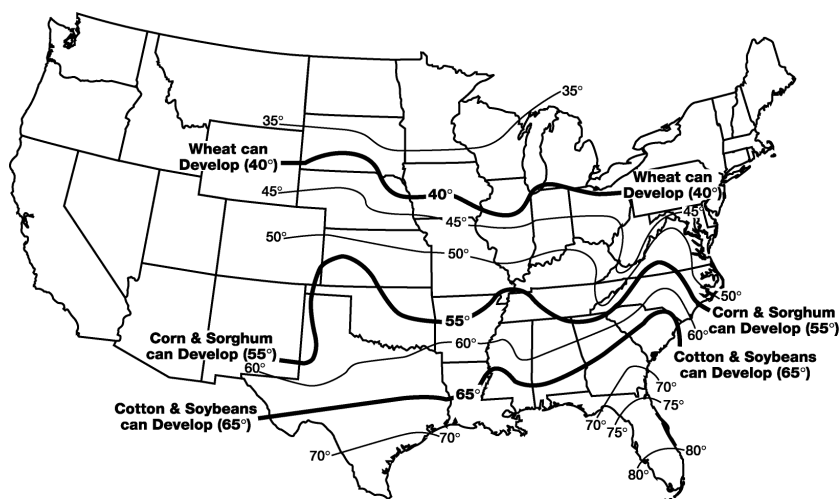 35°
35°
Wheat can
Develop (40°)
Wheat can
Develop (40°)
45°
40°
45°
45°
50°
50°
50°
55°
Corn & Sorghum
can Develop (55°)
Corn & Sorghum
can Develop (55°)
60°
60°
60°
Cotton & Soybeans
can Develop (65°)
65°
Cotton & Soybeans
can Develop (65°)
70°
75°
70°
75°
70°
70°
80°
80°